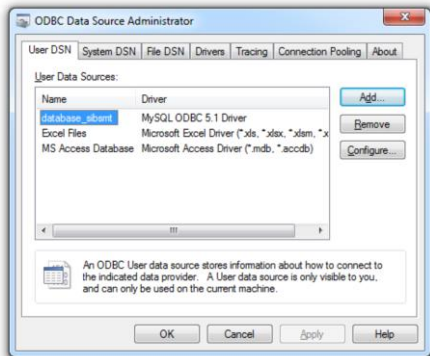 ODBC Data Source Administrator
User DSN System DSN File DSN Drivers Tracing Connection Pooling About
User Data Sources:
Name Driver
database_sibsmt MySQL ODBC 5.1 Driver
Excel Files Microsoft Excel Driver (*.xls, *.xlsx, *.xlsm, *.x
MS Access Database Microsoft Access Driver (*.mdb, *.accdb)
Add...
Remove
Configure...
An ODBC User data source stores information about how to connect to
the indicated data provider. A User data source is only visible to you,
and can only be used on the current machine.
OK Cancel Apply Help